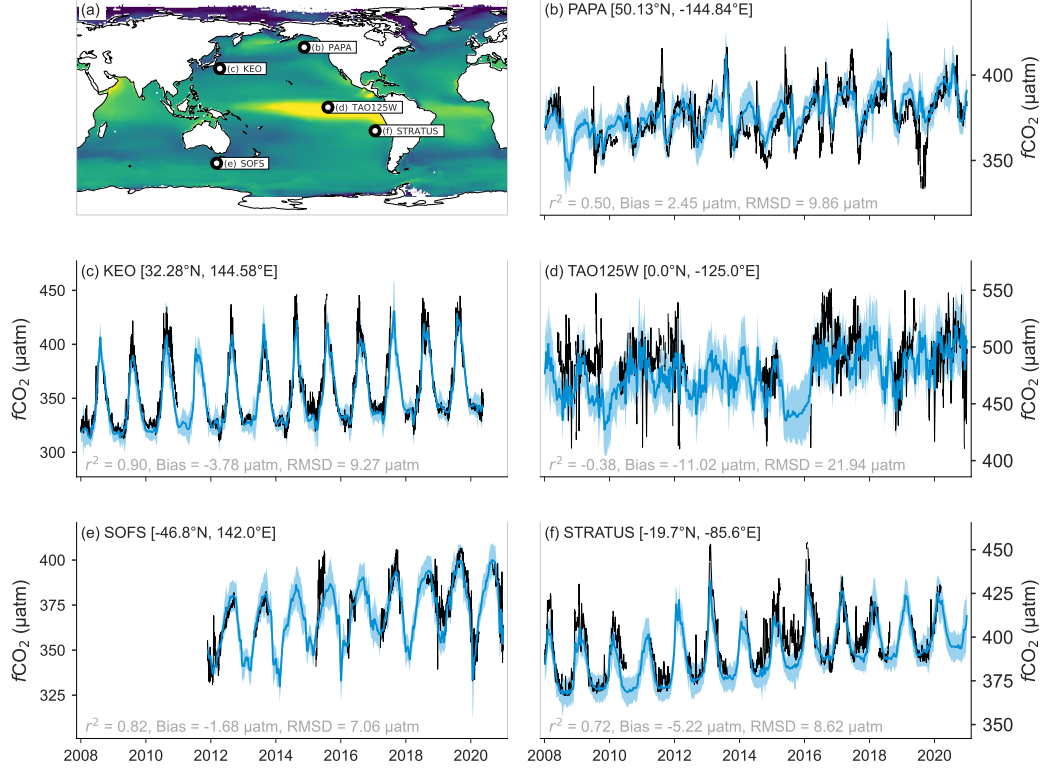 (a)
(b) PAPA
(c) KEO
(d) TAO125W
(f) STRATUS
(e) SOFS
(b) PAPA [50.13°N, -144.84°E]
400
350
fCO₂ (µatm)
r² = 0.50, Bias = 2.45 µatm, RMSD = 9.86 µatm
(c) KEO [32.28°N, 144.58°E]
450
400
350
300
fCO₂ (µatm)
r² = 0.90, Bias = -3.78 µatm, RMSD = 9.27 µatm
(d) TAO125W [0.0°N, -125.0°E]
550
500
450
400
fCO₂ (µatm)
r² = -0.38, Bias = -11.02 µatm, RMSD = 21.94 µatm
(e) SOFS [-46.8°N, 142.0°E]
400
375
350
325
fCO₂ (µatm)
r² = 0.82, Bias = -1.68 µatm, RMSD = 7.06 µatm
2008 2010 2012 2014 2016 2018 2020
(f) STRATUS [-19.7°N, -85.6°E]
450
425
400
375
350
fCO₂ (µatm)
r² = 0.72, Bias = -5.22 µatm, RMSD = 8.62 µatm
2008 2010 2012 2014 2016 2018 2020